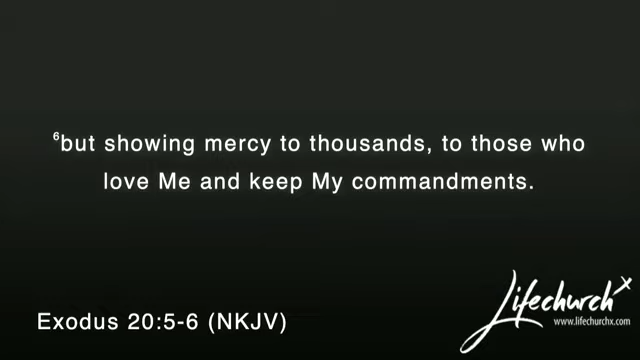 ⁶but showing mercy to thousands, to those who
love Me and keep My commandments.
Lifechurch x
www.lifechurchx.com
Exodus 20:5-6 (NKJV)